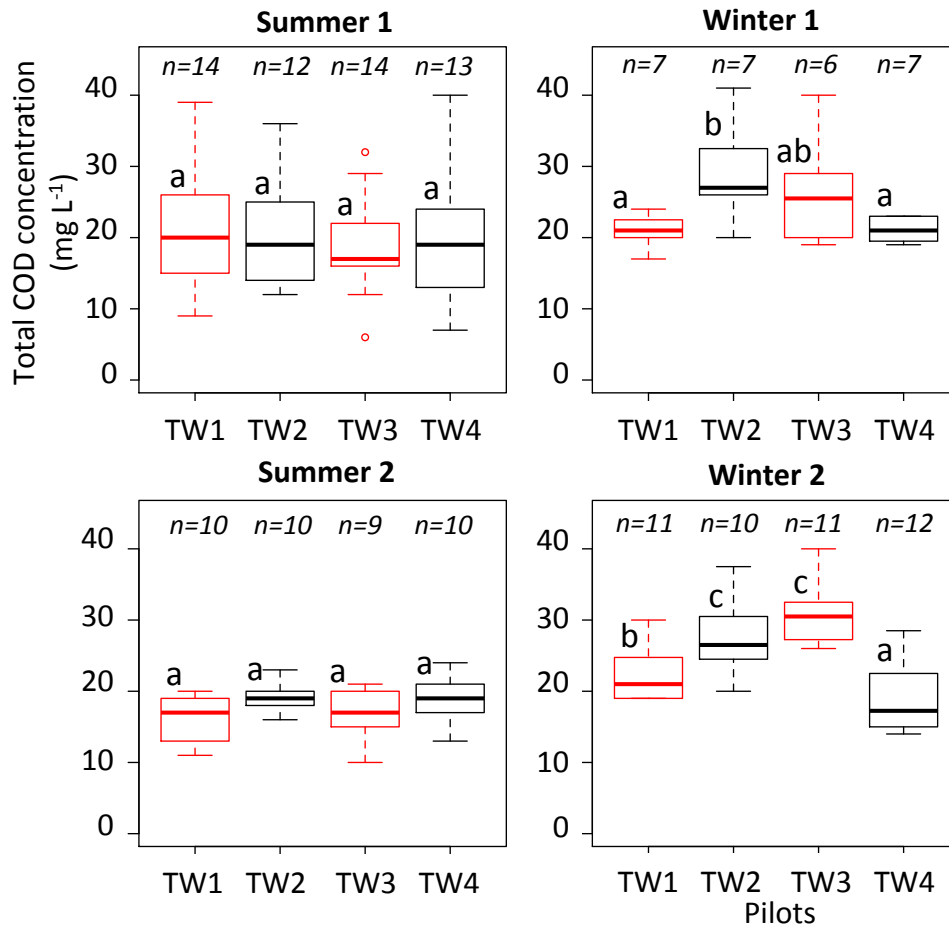 Summer 1
n=14 n=12 n=14 n=13
40
30
20
10
0
a a a a
TW1 TW2 TW3 TW4
Total COD concentration
(mg L-1)
Winter 1
n=7 n=7 n=6 n=7
40
30
20
10
0
a b ab a
TW1 TW2 TW3 TW4
Summer 2
n=10 n=10 n=9 n=10
40
30
20
10
0
a a a a
TW1 TW2 TW3 TW4
Winter 2
n=11 n=10 n=11 n=12
40
30
20
10
0
b c c a
TW1 TW2 TW3 TW4
Pilots